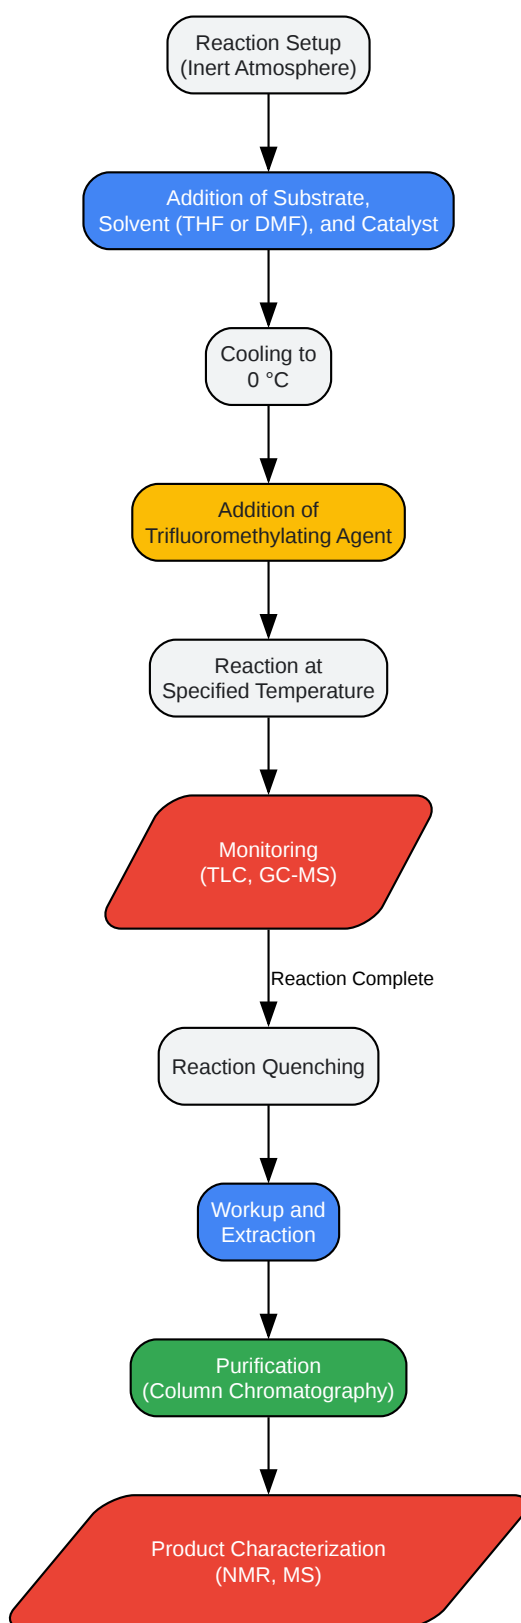 Reaction Setup
(Inert Atmosphere)
Addition of Substrate,
Solvent (THF or DMF), and Catalyst
Cooling to
0 °C
Addition of
Trifluoromethylating Agent
Reaction at
Specified Temperature
Monitoring
(TLC, GC-MS)
Reaction Complete
Reaction Quenching
Workup and
Extraction
Purification
(Column Chromatography)
Product Characterization
(NMR, MS)